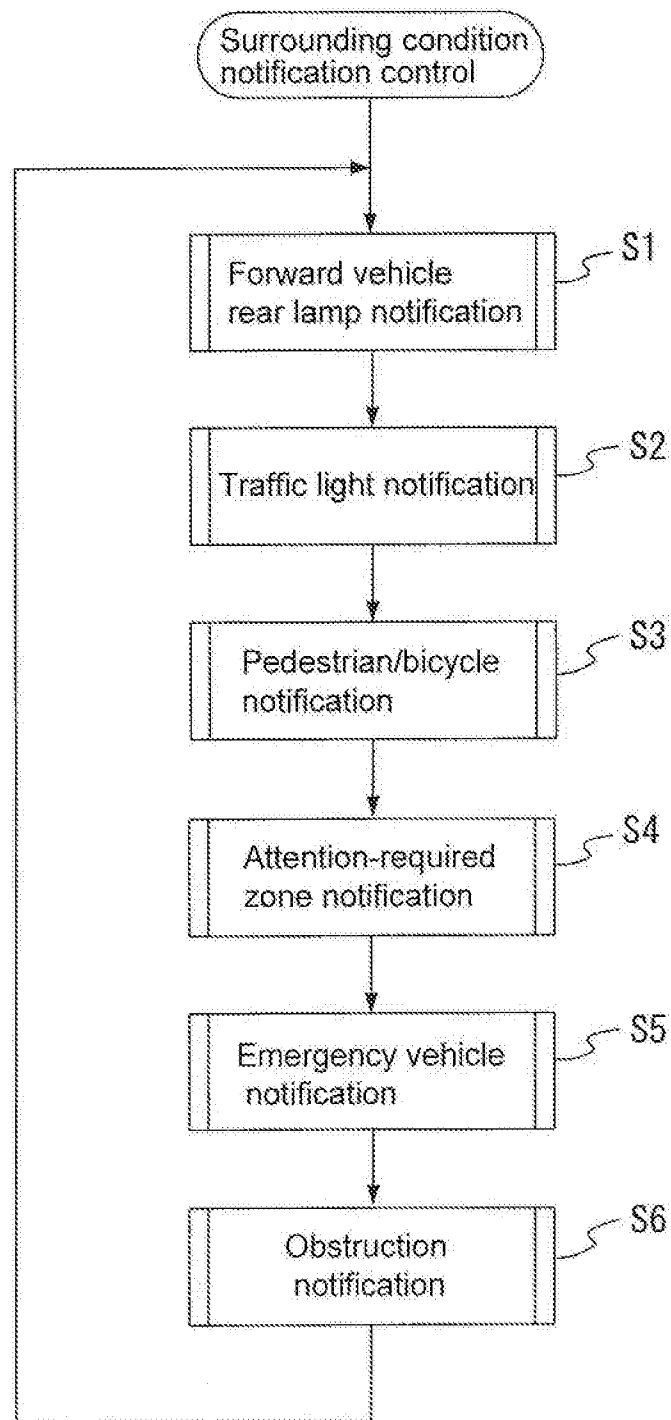 Surrounding condition
notification control
S1
Forward vehicle
rear lamp notification
S2
Traffic light notification
S3
Pedestrian/bicycle
notification
S4
Attention-required
zone notification
S5
Emergency vehicle
notification
S6
Obstruction
notification